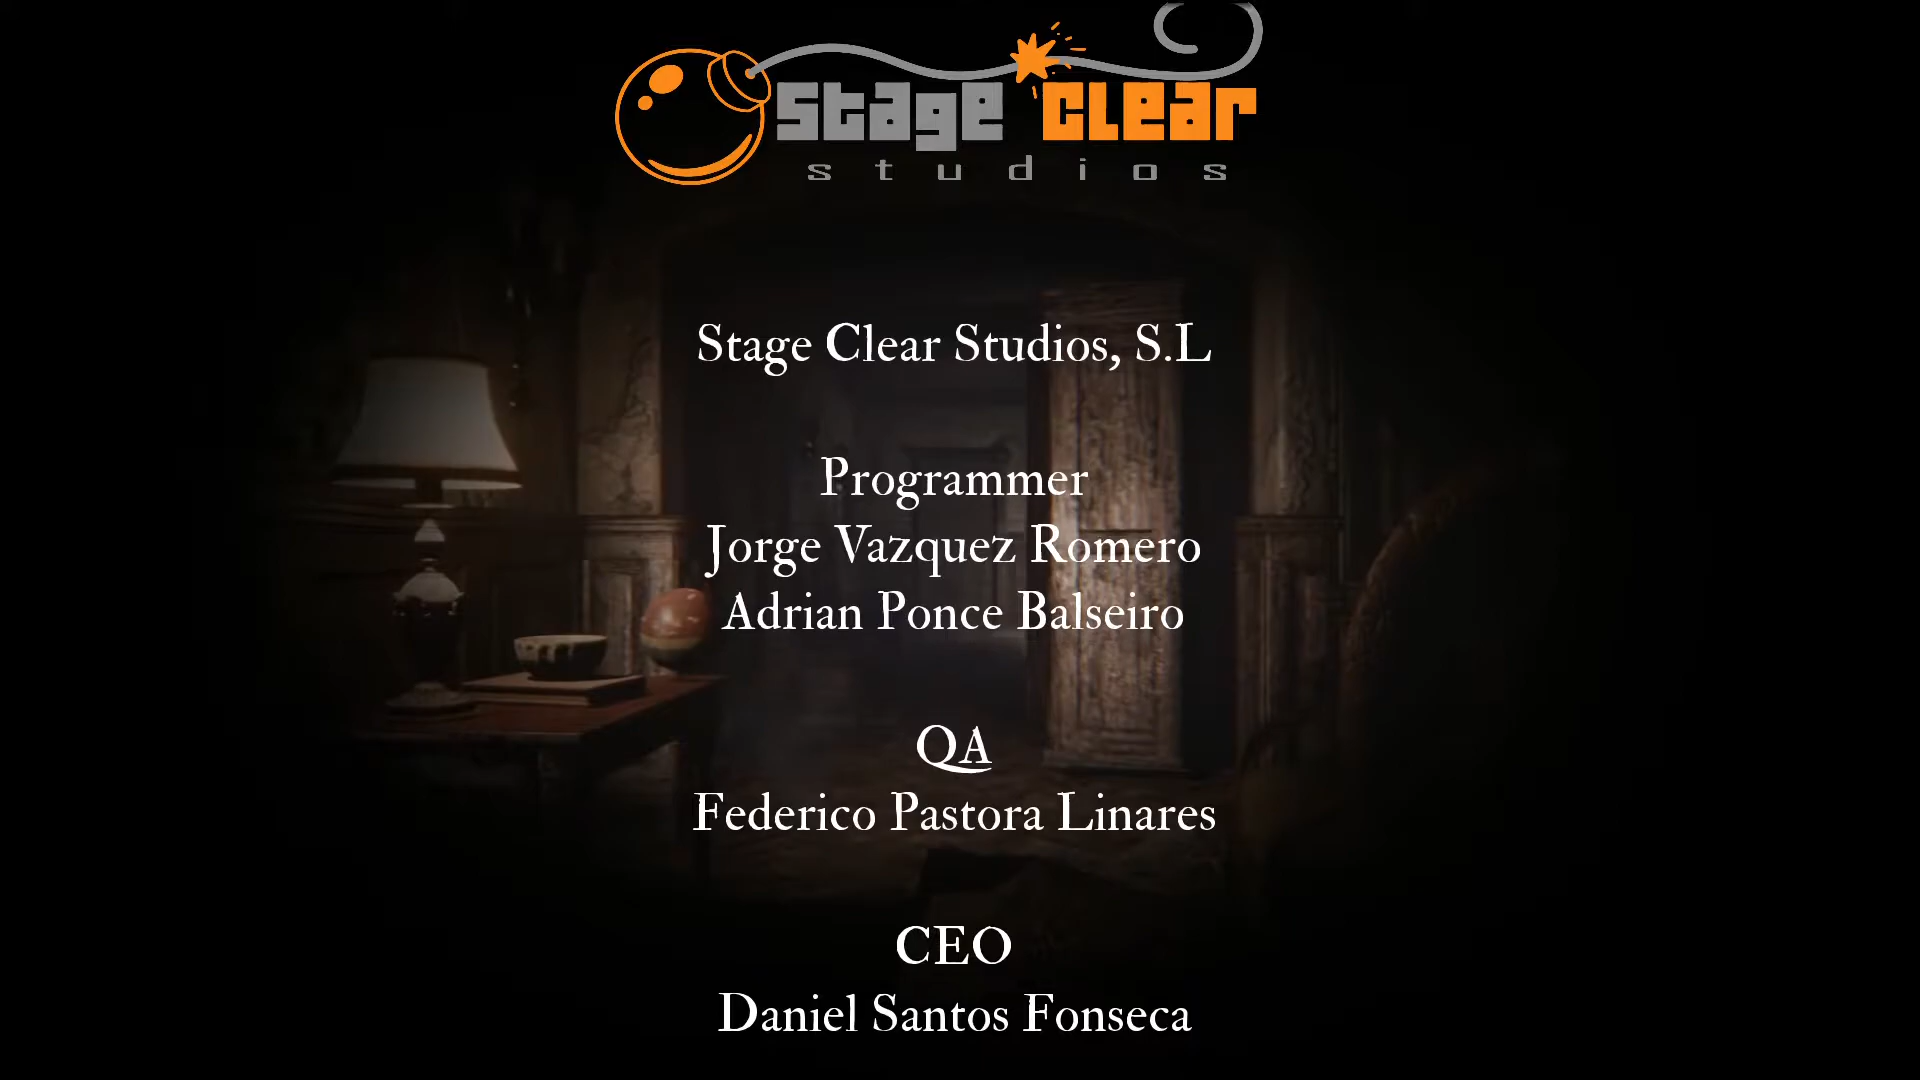 stage clear
studios
Stage Clear Studios, S.L
Programmer
Jorge Vazquez Romero
Adrian Ponce Balseiro
QA
Federico Pastora Linares
CEO
Daniel Santos Fonseca